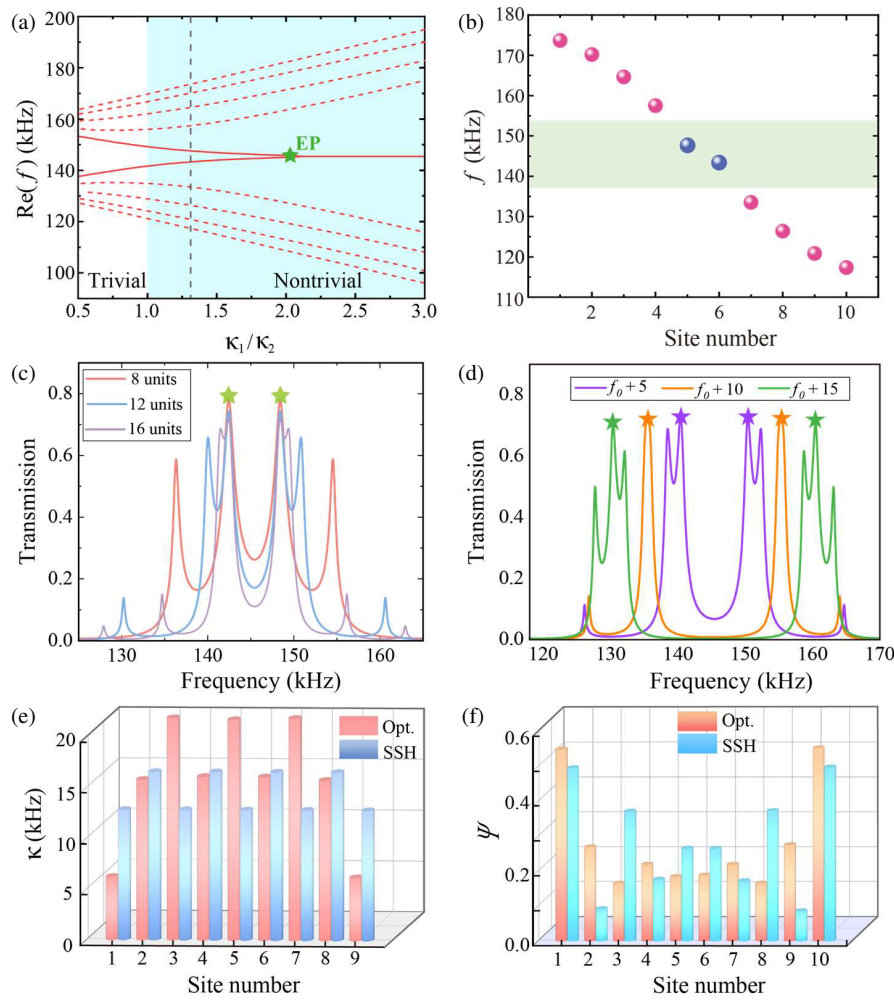 (a)
200
180
160
140
120
100
Re(f) (kHz)
EP
Trivial
Nontrivial
0.5 1.0 1.5 2.0 2.5 3.0
κ₁/κ₂
(b)
180
170
160
150
140
130
120
110
f (kHz)
2 4 6 8 10
Site number
(c)
8 units
12 units
16 units
0.8
0.6
0.4
0.2
0.0
Transmission
130 140 150 160
Frequency (kHz)
(d)
f₀ + 5 f₀ + 10 f₀ + 15
0.8
0.6
0.4
0.2
0.0
Transmission
120 130 140 150 160 170
Frequency (kHz)
(e)
Opt.
SSH
20
15
10
5
0
κ (kHz)
1 2 3 4 5 6 7 8 9
Site number
(f)
Opt.
SSH
0.6
0.4
0.2
0.0
Ψ
1 2 3 4 5 6 7 8 9 10
Site number